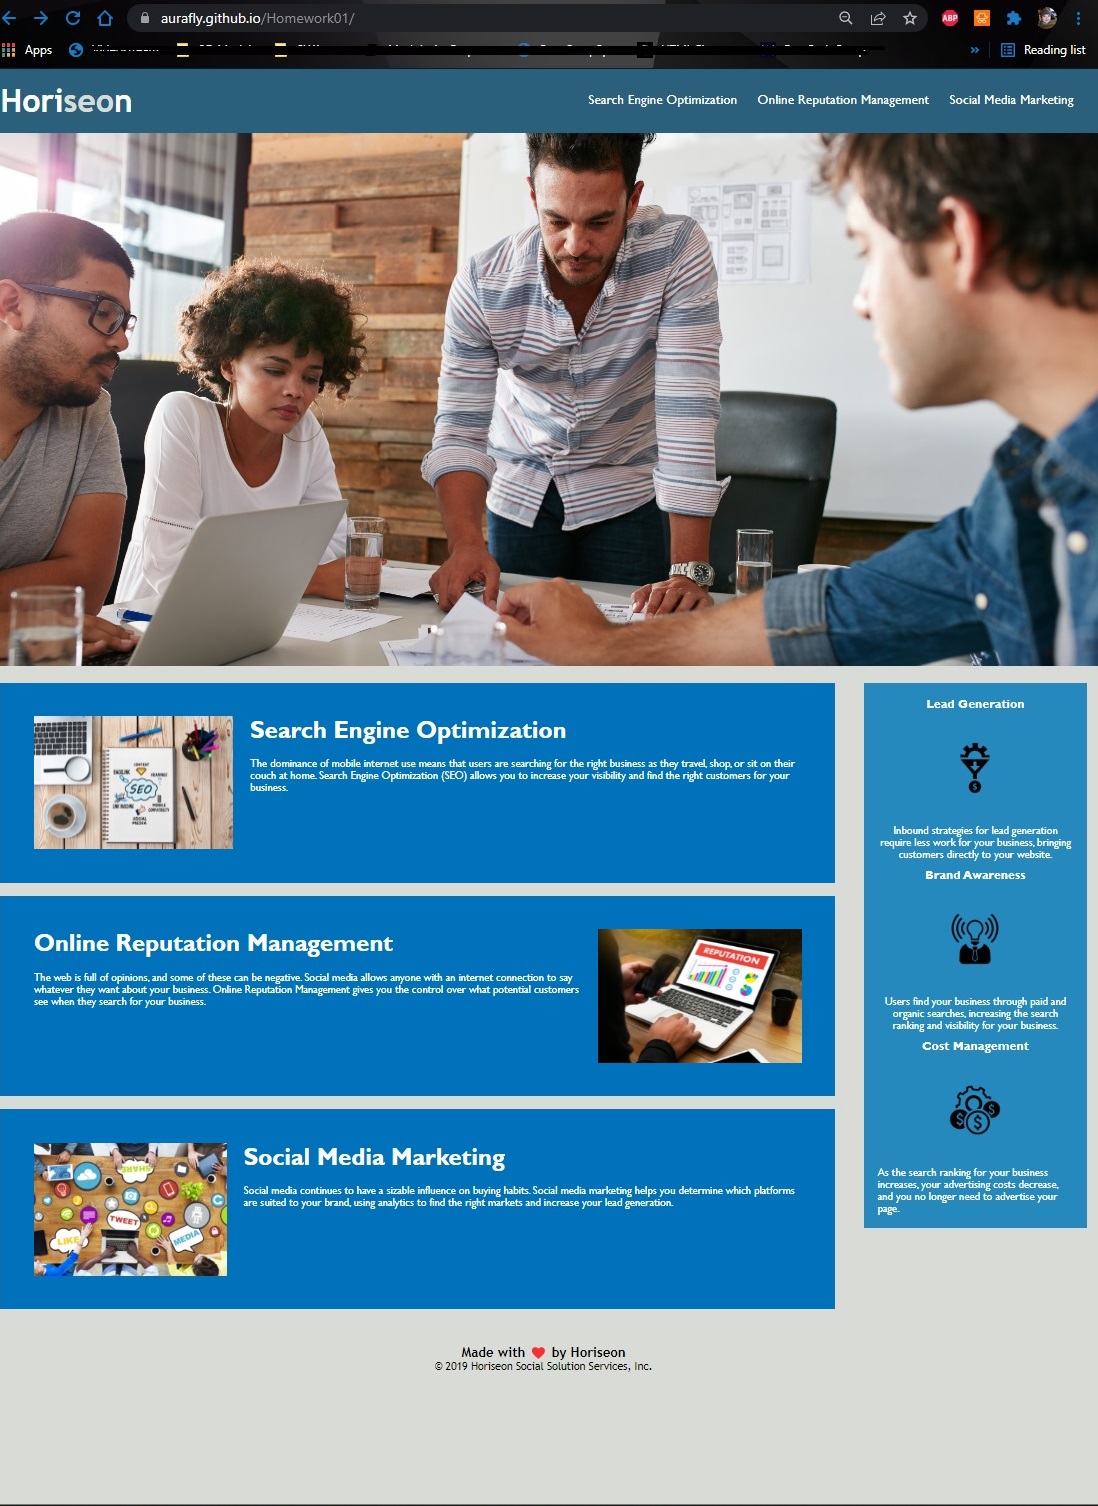 aurafly.github.io/Homework01/
ABP
Apps
Reading list
Horiseon
Search Engine Optimization
Online Reputation Management
Social Media Marketing
SEO
Search Engine Optimization
The dominance of mobile internet use means that users are searching for the right business as they travel, shop, or sit on their
couch at home. Search Engine Optimization (SEO) allows you to increase your visibility and find the right customers for your
business.
Online Reputation Management
The web is full of opinions, and some of these can be negative. Social media allows anyone with an internet connection to say
whatever they want about your business. Online Reputation Management gives you the control over what potential customers
see when they search for your business.
REPUTATION
SHARE
TWEET
LIKE
MEDIA
Social Media Marketing
Social media continues to have a sizable influence on buying habits. Social media marketing helps you determine which platforms
are suited to your brand, using analytics to find the right markets and increase your lead generation.
Lead Generation
Inbound strategies for lead generation
require less work for your business, bringing
customers directly to your website.
Brand Awareness
Users find your business through paid and
organic searches, increasing the search
ranking and visibility for your business.
Cost Management
As the search ranking for your business
increases, your advertising costs decrease,
and you no longer need to advertise your
page.
Made with ❤️ by Horiseon
© 2019 Horiseon Social Solution Services, Inc.